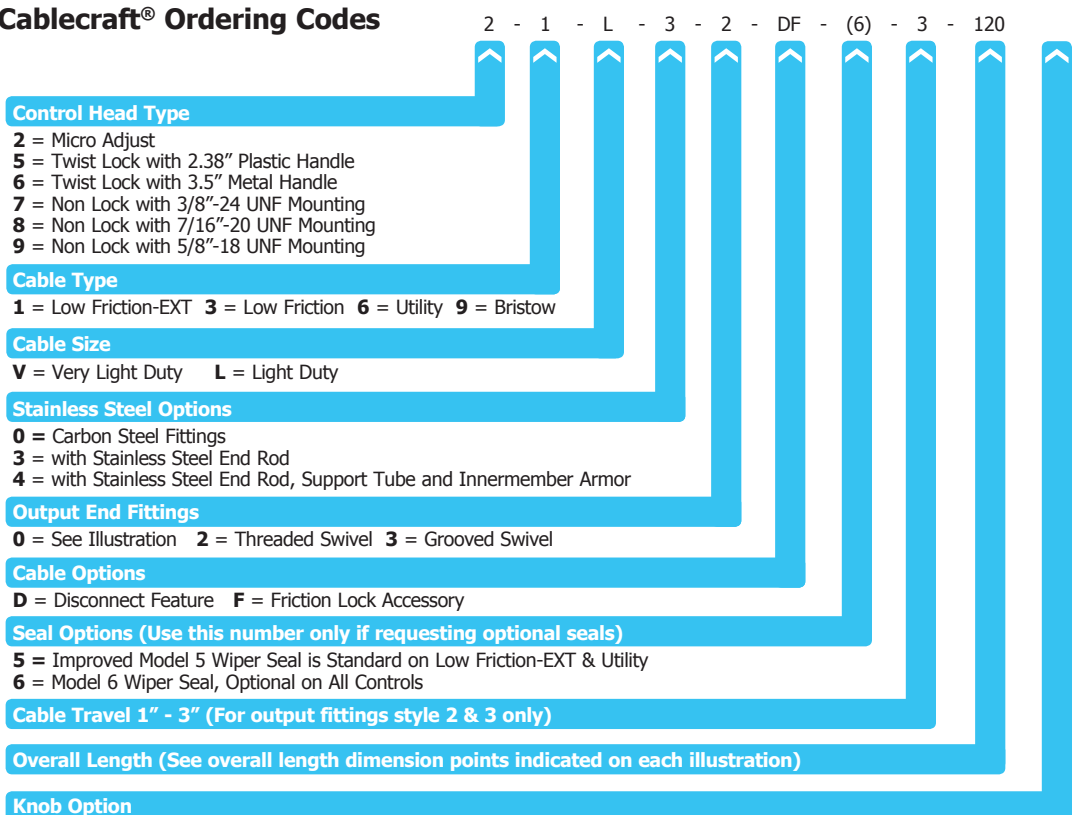 Cablecraft® Ordering Codes
2 - 1 - L - 3 - 2 - DF - (6) - 3 - 120
Control Head Type
2 = Micro Adjust
5 = Twist Lock with 2.38” Plastic Handle
6 = Twist Lock with 3.5” Metal Handle
7 = Non Lock with 3/8”-24 UNF Mounting
8 = Non Lock with 7/16”-20 UNF Mounting
9 = Non Lock with 5/8”-18 UNF Mounting
Cable Type
1 = Low Friction-EXT 3 = Low Friction 6 = Utility 9 = Bristow
Cable Size
V = Very Light Duty L = Light Duty
Stainless Steel Options
0 = Carbon Steel Fittings
3 = with Stainless Steel End Rod
4 = with Stainless Steel End Rod, Support Tube and Innermember Armor
Output End Fittings
0 = See Illustration 2 = Threaded Swivel 3 = Grooved Swivel
Cable Options
D = Disconnect Feature F = Friction Lock Accessory
Seal Options (Use this number only if requesting optional seals)
5 = Improved Model 5 Wiper Seal is Standard on Low Friction-EXT & Utility
6 = Model 6 Wiper Seal, Optional on All Controls
Cable Travel 1” - 3” (For output fittings style 2 & 3 only)
Overall Length (See overall length dimension points indicated on each illustration)
Knob Option